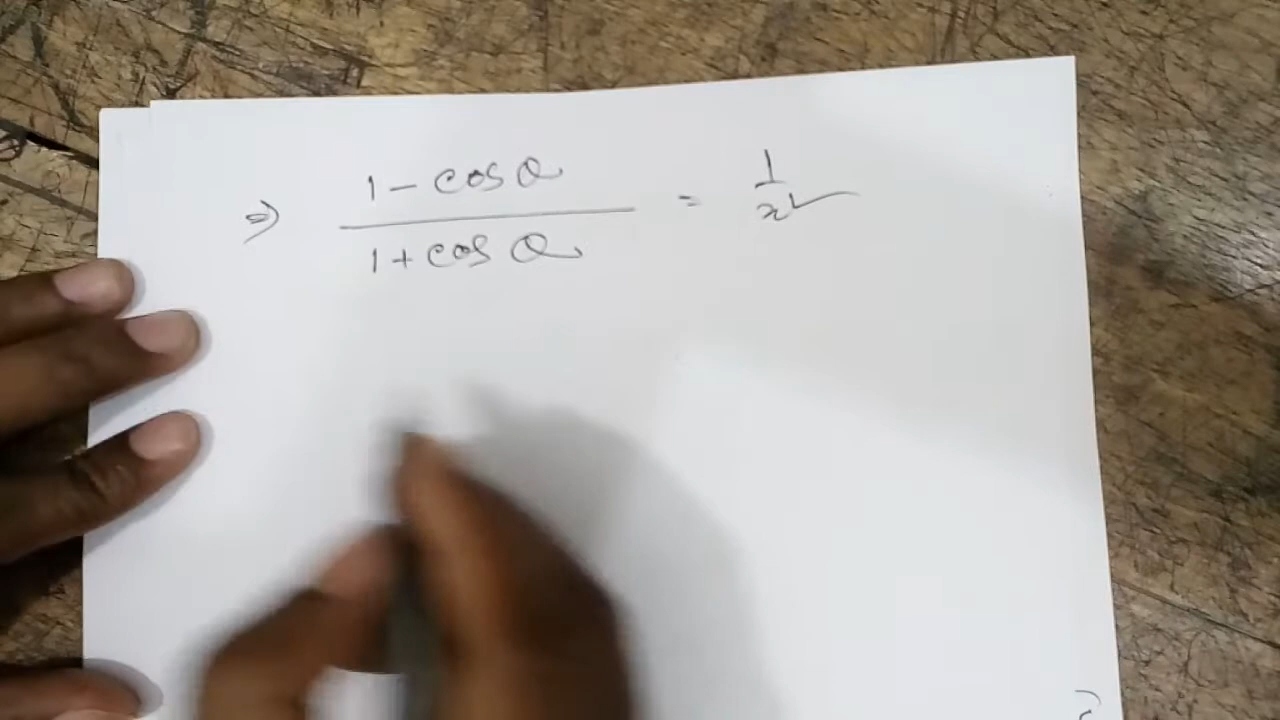 ⇒ (1 - cos θ) / (1 + cos θ) = 1 / x²